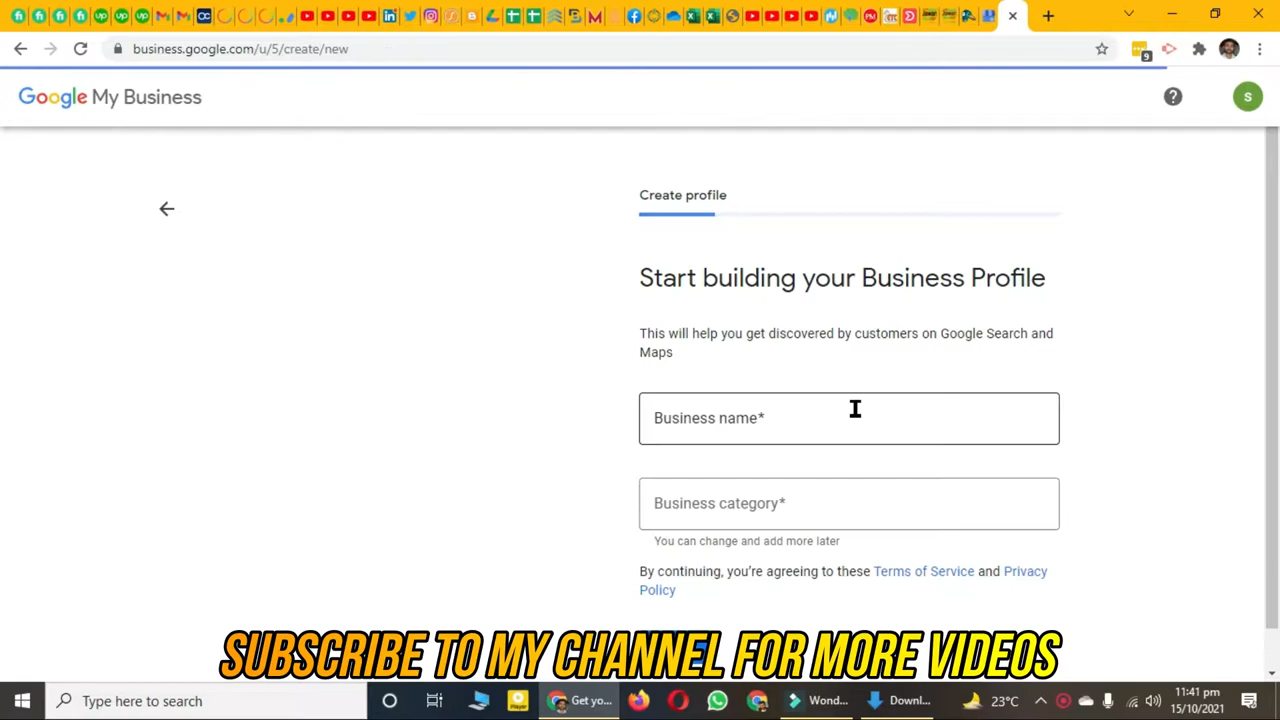 business.google.com/u/5/create/new
9
Google My Business
S
Create profile
Start building your Business Profile
This will help you get discovered by customers on Google Search and
Maps
Business name*
Business category*
You can change and add more later
By continuing, you're agreeing to these Terms of Service and Privacy
Policy
SUBSCRIBE TO MY CHANNEL FOR MORE VIDEOS
Type here to search
Get yo...
Wond...
Downl...
23°C
11:41 pm
15/10/2021